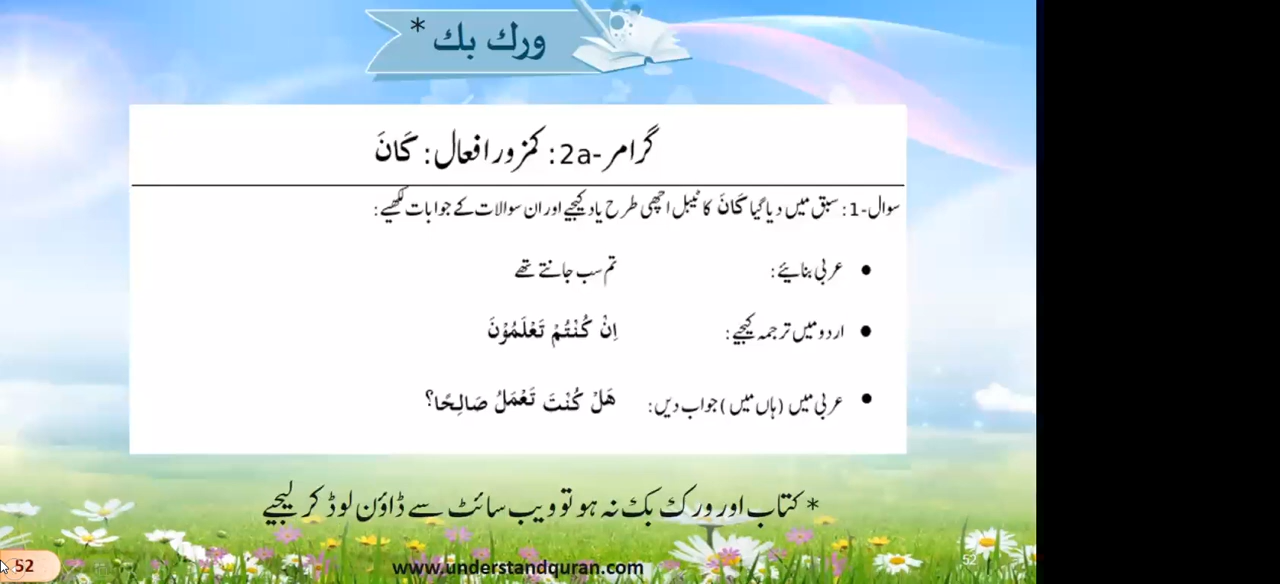 ورک بک *
گرامر -2a: کمزور افعال: كَانَ
سوال-1: سبق میں دیا گیا كَانَ کا ٹیبل اچھی طرح یاد کیجیے اور ان سوالات کے جوابات لکھیے:
• عربی بنائیے: تم سب جانتے تھے
• اردو میں ترجمہ کیجیے: اِنْ كُنْتُمْ تَعْلَمُوْنَ
• عربی میں (ہاں میں) جواب دیں: هَلْ كُنْتَ تَعْمَلُ صَالِحًا؟
* کتاب اور ورک بک نہ ہو تو ویب سائٹ سے ڈاؤن لوڈ کر لیجیے
www.understandquran.com
52
52